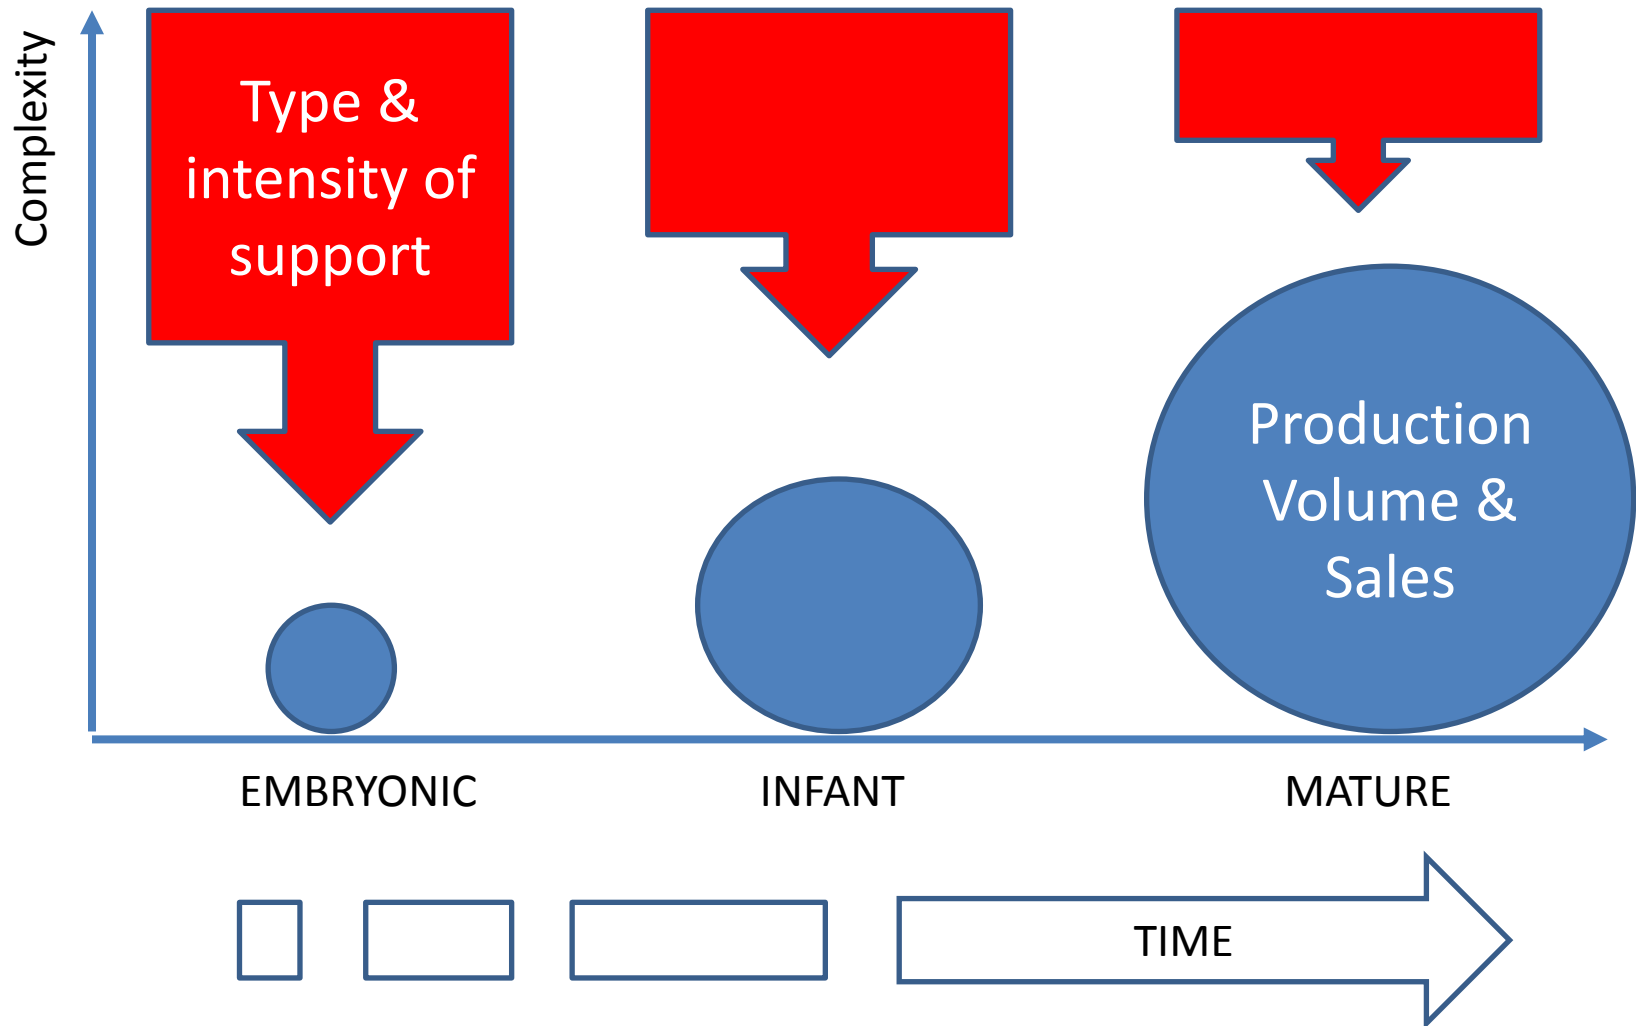 Complexity
Type &
intensity of
support
Production
Volume &
Sales
EMBRYONIC
INFANT
MATURE
TIME